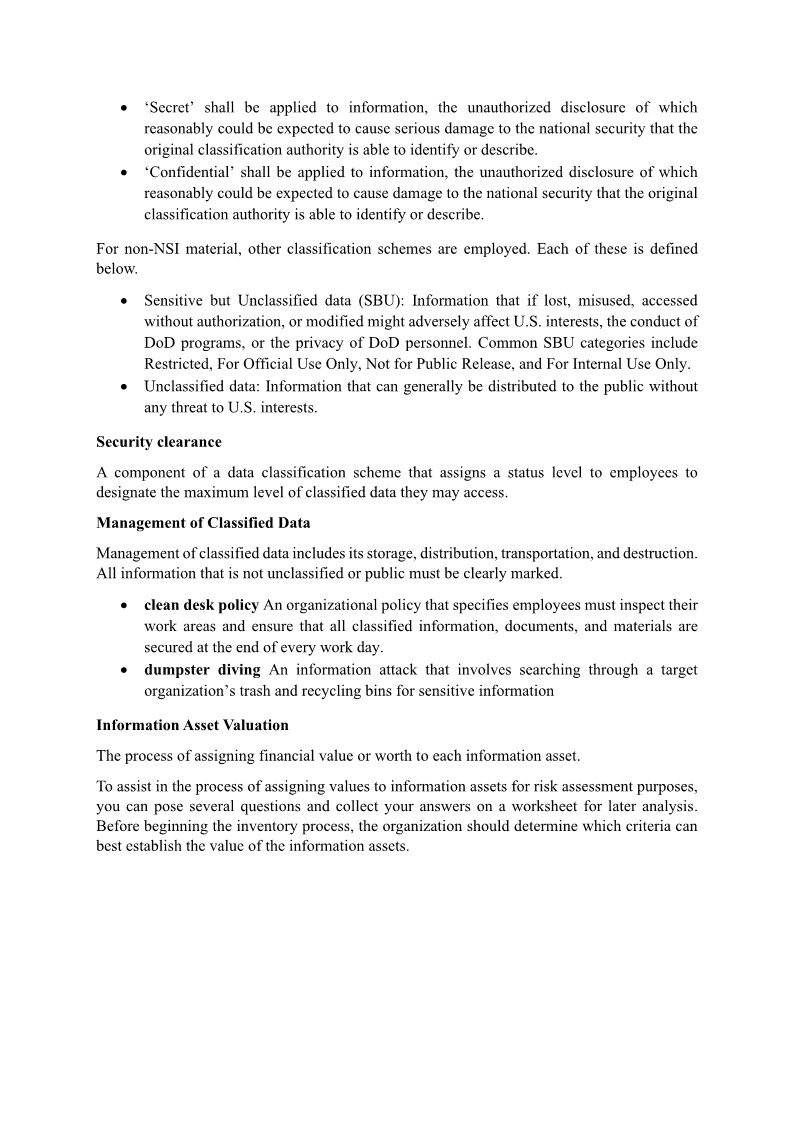 • ‘Secret’ shall be applied to information, the unauthorized disclosure of which
reasonably could be expected to cause serious damage to the national security that the
original classification authority is able to identify or describe.
• ‘Confidential’ shall be applied to information, the unauthorized disclosure of which
reasonably could be expected to cause damage to the national security that the original
classification authority is able to identify or describe.
For non-NSI material, other classification schemes are employed. Each of these is defined
below.
• Sensitive but Unclassified data (SBU): Information that if lost, misused, accessed
without authorization, or modified might adversely affect U.S. interests, the conduct of
DoD programs, or the privacy of DoD personnel. Common SBU categories include
Restricted, For Official Use Only, Not for Public Release, and For Internal Use Only.
• Unclassified data: Information that can generally be distributed to the public without
any threat to U.S. interests.
Security clearance
A component of a data classification scheme that assigns a status level to employees to
designate the maximum level of classified data they may access.
Management of Classified Data
Management of classified data includes its storage, distribution, transportation, and destruction.
All information that is not unclassified or public must be clearly marked.
• clean desk policy An organizational policy that specifies employees must inspect their
work areas and ensure that all classified information, documents, and materials are
secured at the end of every work day.
• dumpster diving An information attack that involves searching through a target
organization’s trash and recycling bins for sensitive information
Information Asset Valuation
The process of assigning financial value or worth to each information asset.
To assist in the process of assigning values to information assets for risk assessment purposes,
you can pose several questions and collect your answers on a worksheet for later analysis.
Before beginning the inventory process, the organization should determine which criteria can
best establish the value of the information assets.